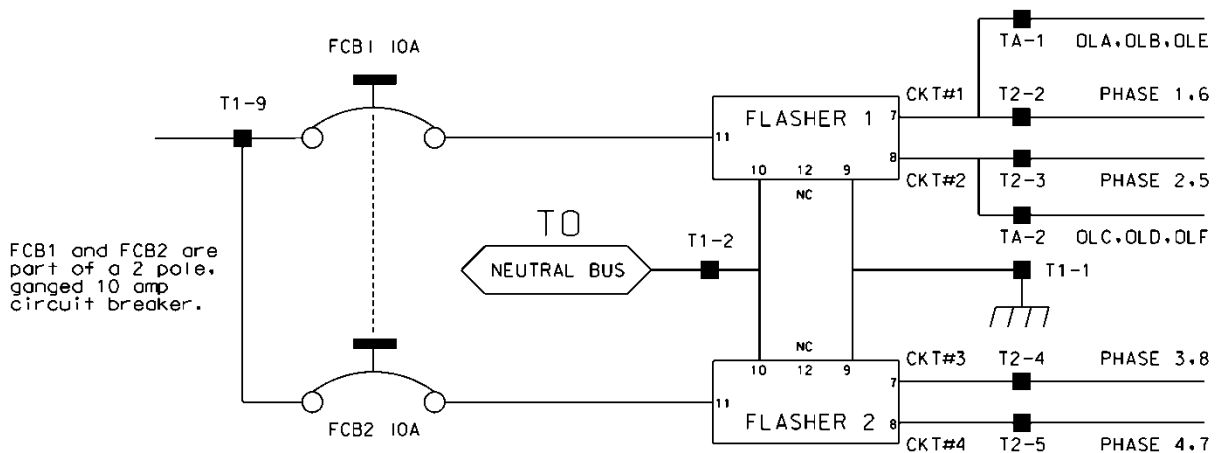 TA-1 OLA,OLB,OLE
FCB1 10A
T1-9
CKT#1 T2-2 PHASE 1,6
FLASHER 1
7
11
8
10 12 9
NC
CKT#2 T2-3 PHASE 2,5
TA-2 OLC,OLD,OLF
TO
NEUTRAL BUS
T1-2
T1-1
FCB1 and FCB2 are
part of a 2 pole,
ganged 10 amp
circuit breaker.
NC
10 12 9
CKT#3 T2-4 PHASE 3,8
7
11
FLASHER 2
8
FCB2 10A
CKT#4 T2-5 PHASE 4,7